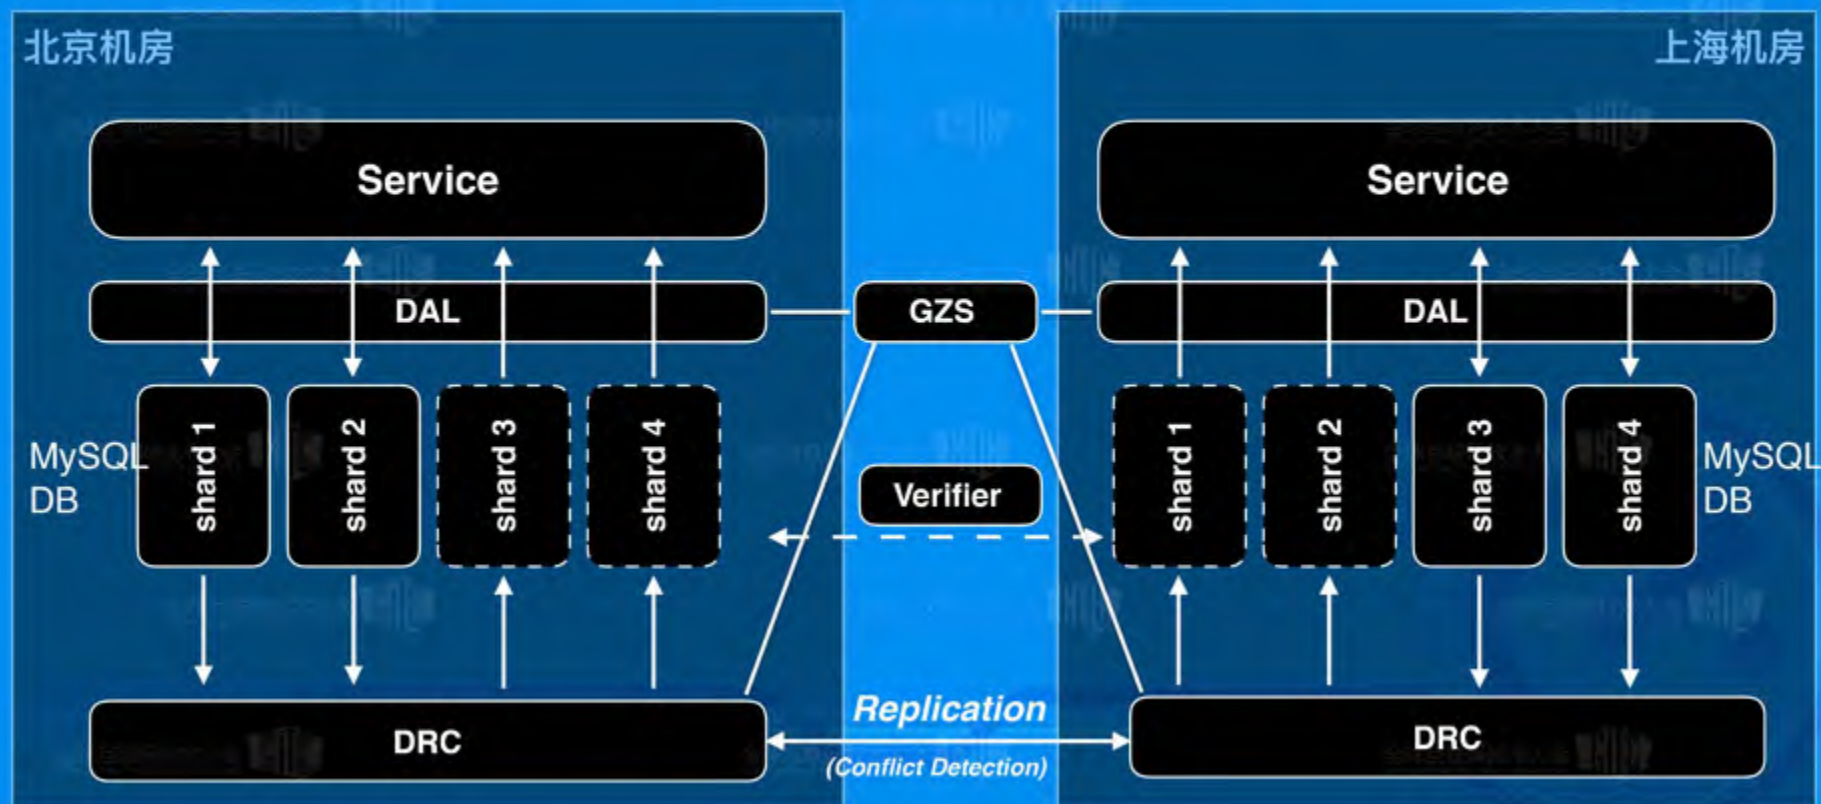 北京机房
上海机房
Service
Service
DAL
GZS
DAL
MySQL
DB
shard 1
shard 2
shard 3
shard 4
Verifier
shard 1
shard 2
shard 3
shard 4
MySQL
DB
Replication
(Conflict Detection)
DRC
DRC